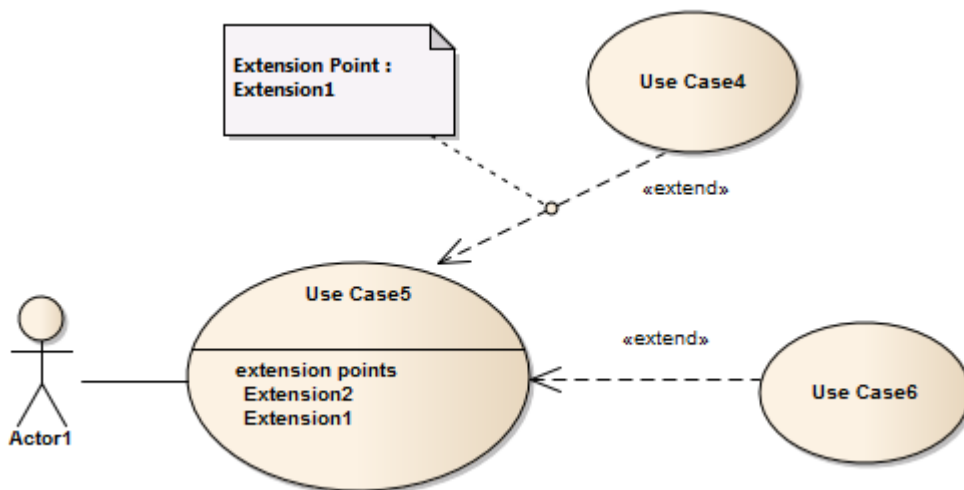 Extension Point :
Extension1
Use Case4
«extend»
Use Case5
extension points
Extension2
Extension1
«extend»
Use Case6
Actor1